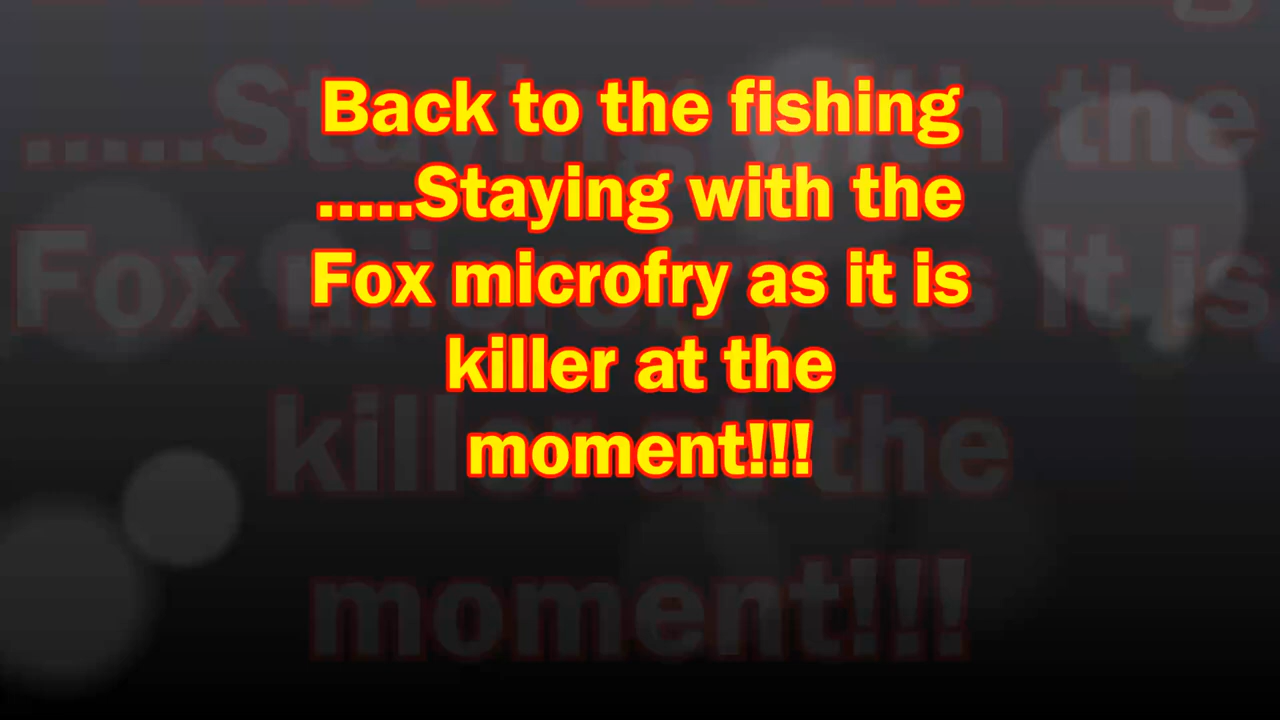 Back to the fishing
.....Staying with the
Fox microfry as it is
killer at the
moment!!!